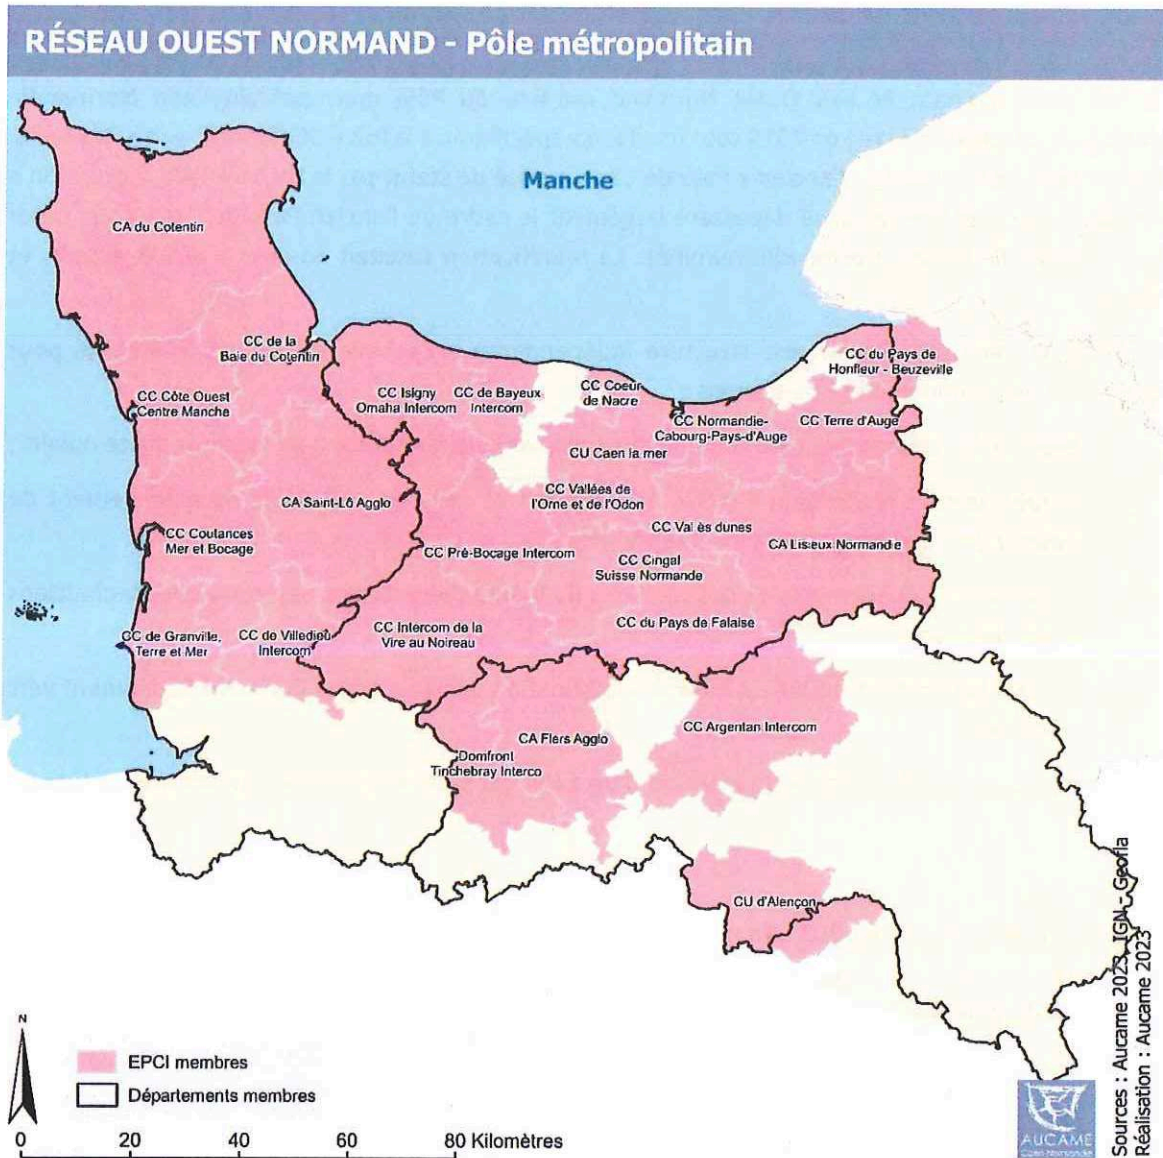 RÉSEAU OUEST NORMAND - Pôle métropolitain
Manche
CA du Cotentin
CC de la
Baie du Cotentin
CC du Pays de
Honfleur - Beuzeville
CC Côte Ouest
Centre Manche
CC Isigny
Omaha Intercom
CC de Bayeux
Intercom
CC Coeur
de Nacre
CC Normandie-
Cabourg-Pays-d'Auge
CC Terre d'Auge
CU Caen la mer
CA Saint-Lô Agglo
CC Vallées de
l'Orne et de l'Odon
CC Coutances
Mer et Bocage
CC Val ès dunes
CA Lisieux Normandie
CC Pré-Bocage Intercom
CC Cingal
Suisse Normande
CC de Granville,
Terre et Mer
CC de Villedieu
Intercom
CC Intercom de la
Vire au Noireau
CC du Pays de Falaise
CA Flers Agglo
CC Argentan Intercom
Domfront
Tinchebray Interco
CU d'Alençon
N
EPCI membres
Départements membres
0 20 40 60 80 Kilomètres
AUCAME
Caen Normandie
Sources : Aucame 2023, IGN - Geofla
Réalisation : Aucame 2023